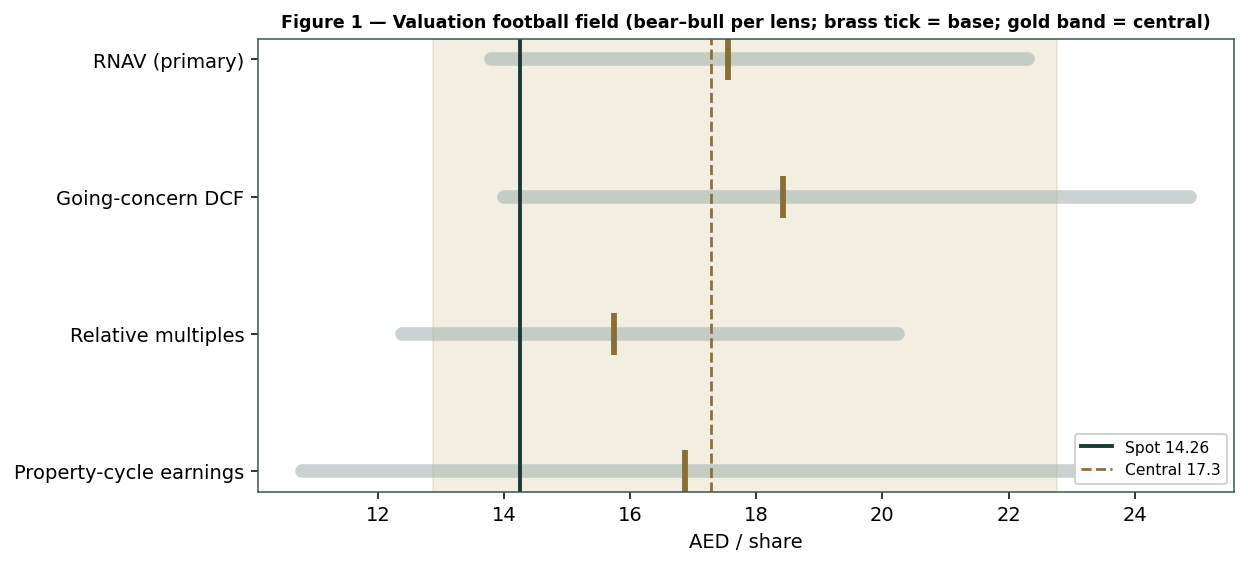 Figure 1 — Valuation football field (bear–bull per lens; brass tick = base; gold band = central)
RNAV (primary)
Going-concern DCF
Relative multiples
Property-cycle earnings
Spot 14.26
Central 17.3
12 14 16 18 20 22 24
AED / share